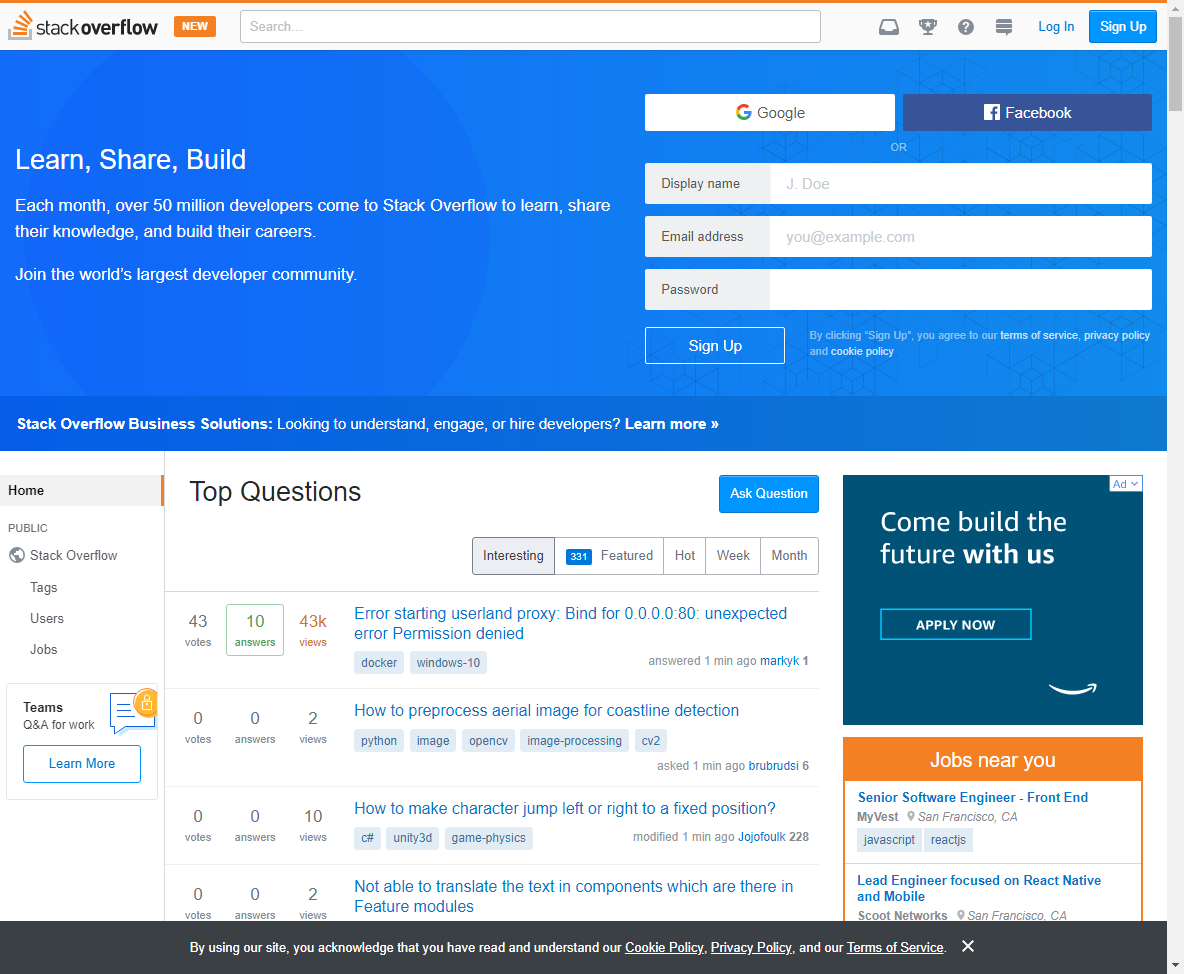 stackoverflow NEW Search... Log In Sign Up
Google Facebook
OR
Learn, Share, Build
Each month, over 50 million developers come to Stack Overflow to learn, share
their knowledge, and build their careers.
Join the world's largest developer community.
Display name J. Doe
Email address you@example.com
Password
Sign Up
By clicking "Sign Up", you agree to our terms of service, privacy policy
and cookie policy
Stack Overflow Business Solutions: Looking to understand, engage, or hire developers? Learn more »
Home
PUBLIC
Stack Overflow
Tags
Users
Jobs
Teams
Q&A for work
Learn More
Top Questions
Ask Question
Interesting 331 Featured Hot Week Month
43 votes 10 answers 43k views
Error starting userland proxy: Bind for 0.0.0.0:80: unexpected
error Permission denied
docker windows-10
answered 1 min ago markyk 1
0 votes 0 answers 2 views
How to preprocess aerial image for coastline detection
python image opencv image-processing cv2
asked 1 min ago brubrudsi 6
0 votes 0 answers 10 views
How to make character jump left or right to a fixed position?
c# unity3d game-physics
modified 1 min ago Jojofoulk 228
0 votes 0 answers 2 views
Not able to translate the text in components which are there in
Feature modules
Ad
Come build the
future with us
APPLY NOW
Jobs near you
Senior Software Engineer - Front End
MyVest San Francisco, CA
javascript reactjs
Lead Engineer focused on React Native
and Mobile
Scoot Networks San Francisco, CA
By using our site, you acknowledge that you have read and understand our Cookie Policy, Privacy Policy, and our Terms of Service.